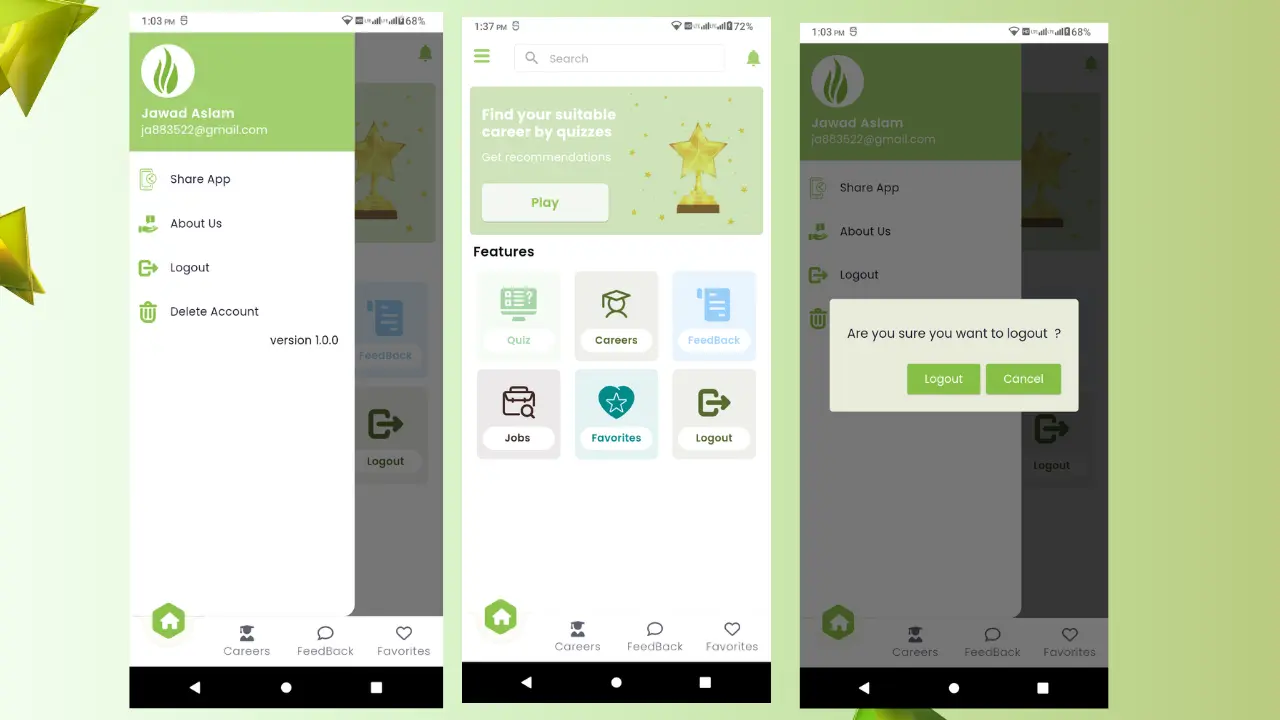 1:03 PM
68%
Jawad Aslam
ja883522@gmail.com
Share App
About Us
Logout
Delete Account
version 1.0.0
FeedBack
Logout
Careers
FeedBack
Favorites
1:37 PM
72%
Search
Find your suitable
career by quizzes
Get recommendations
Play
Features
Quiz
Careers
FeedBack
Jobs
Favorites
Logout
Careers
FeedBack
Favorites
1:03 PM
68%
Jawad Aslam
ja883522@gmail.com
Share App
About Us
Logout
Are you sure you want to logout ?
Logout
Cancel
Logout
Careers
FeedBack
Favorites